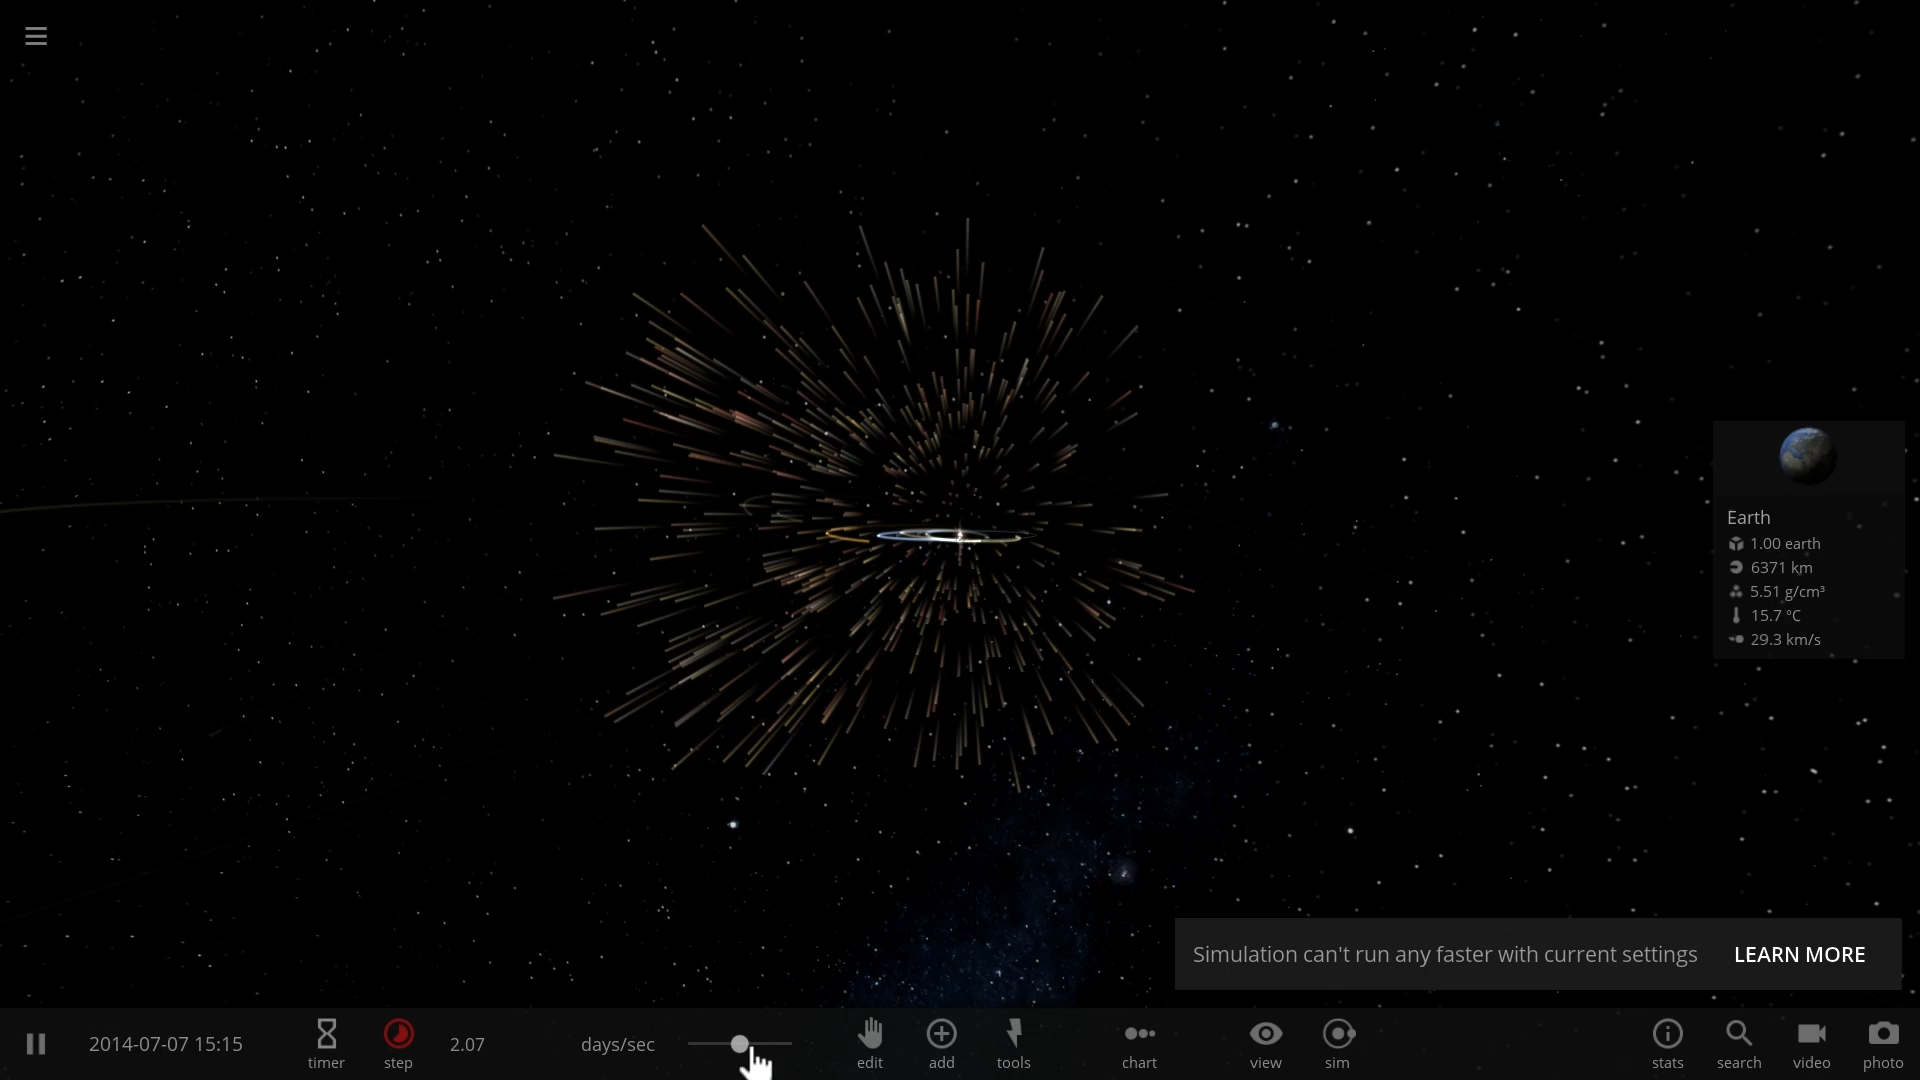 Earth
1.00 earth
6371 km
5.51 g/cm³
15.7 °C
29.3 km/s
Simulation can't run any faster with current settings LEARN MORE
2014-07-07 15:15 timer step 2.07 days/sec edit add tools chart view sim stats search video photo